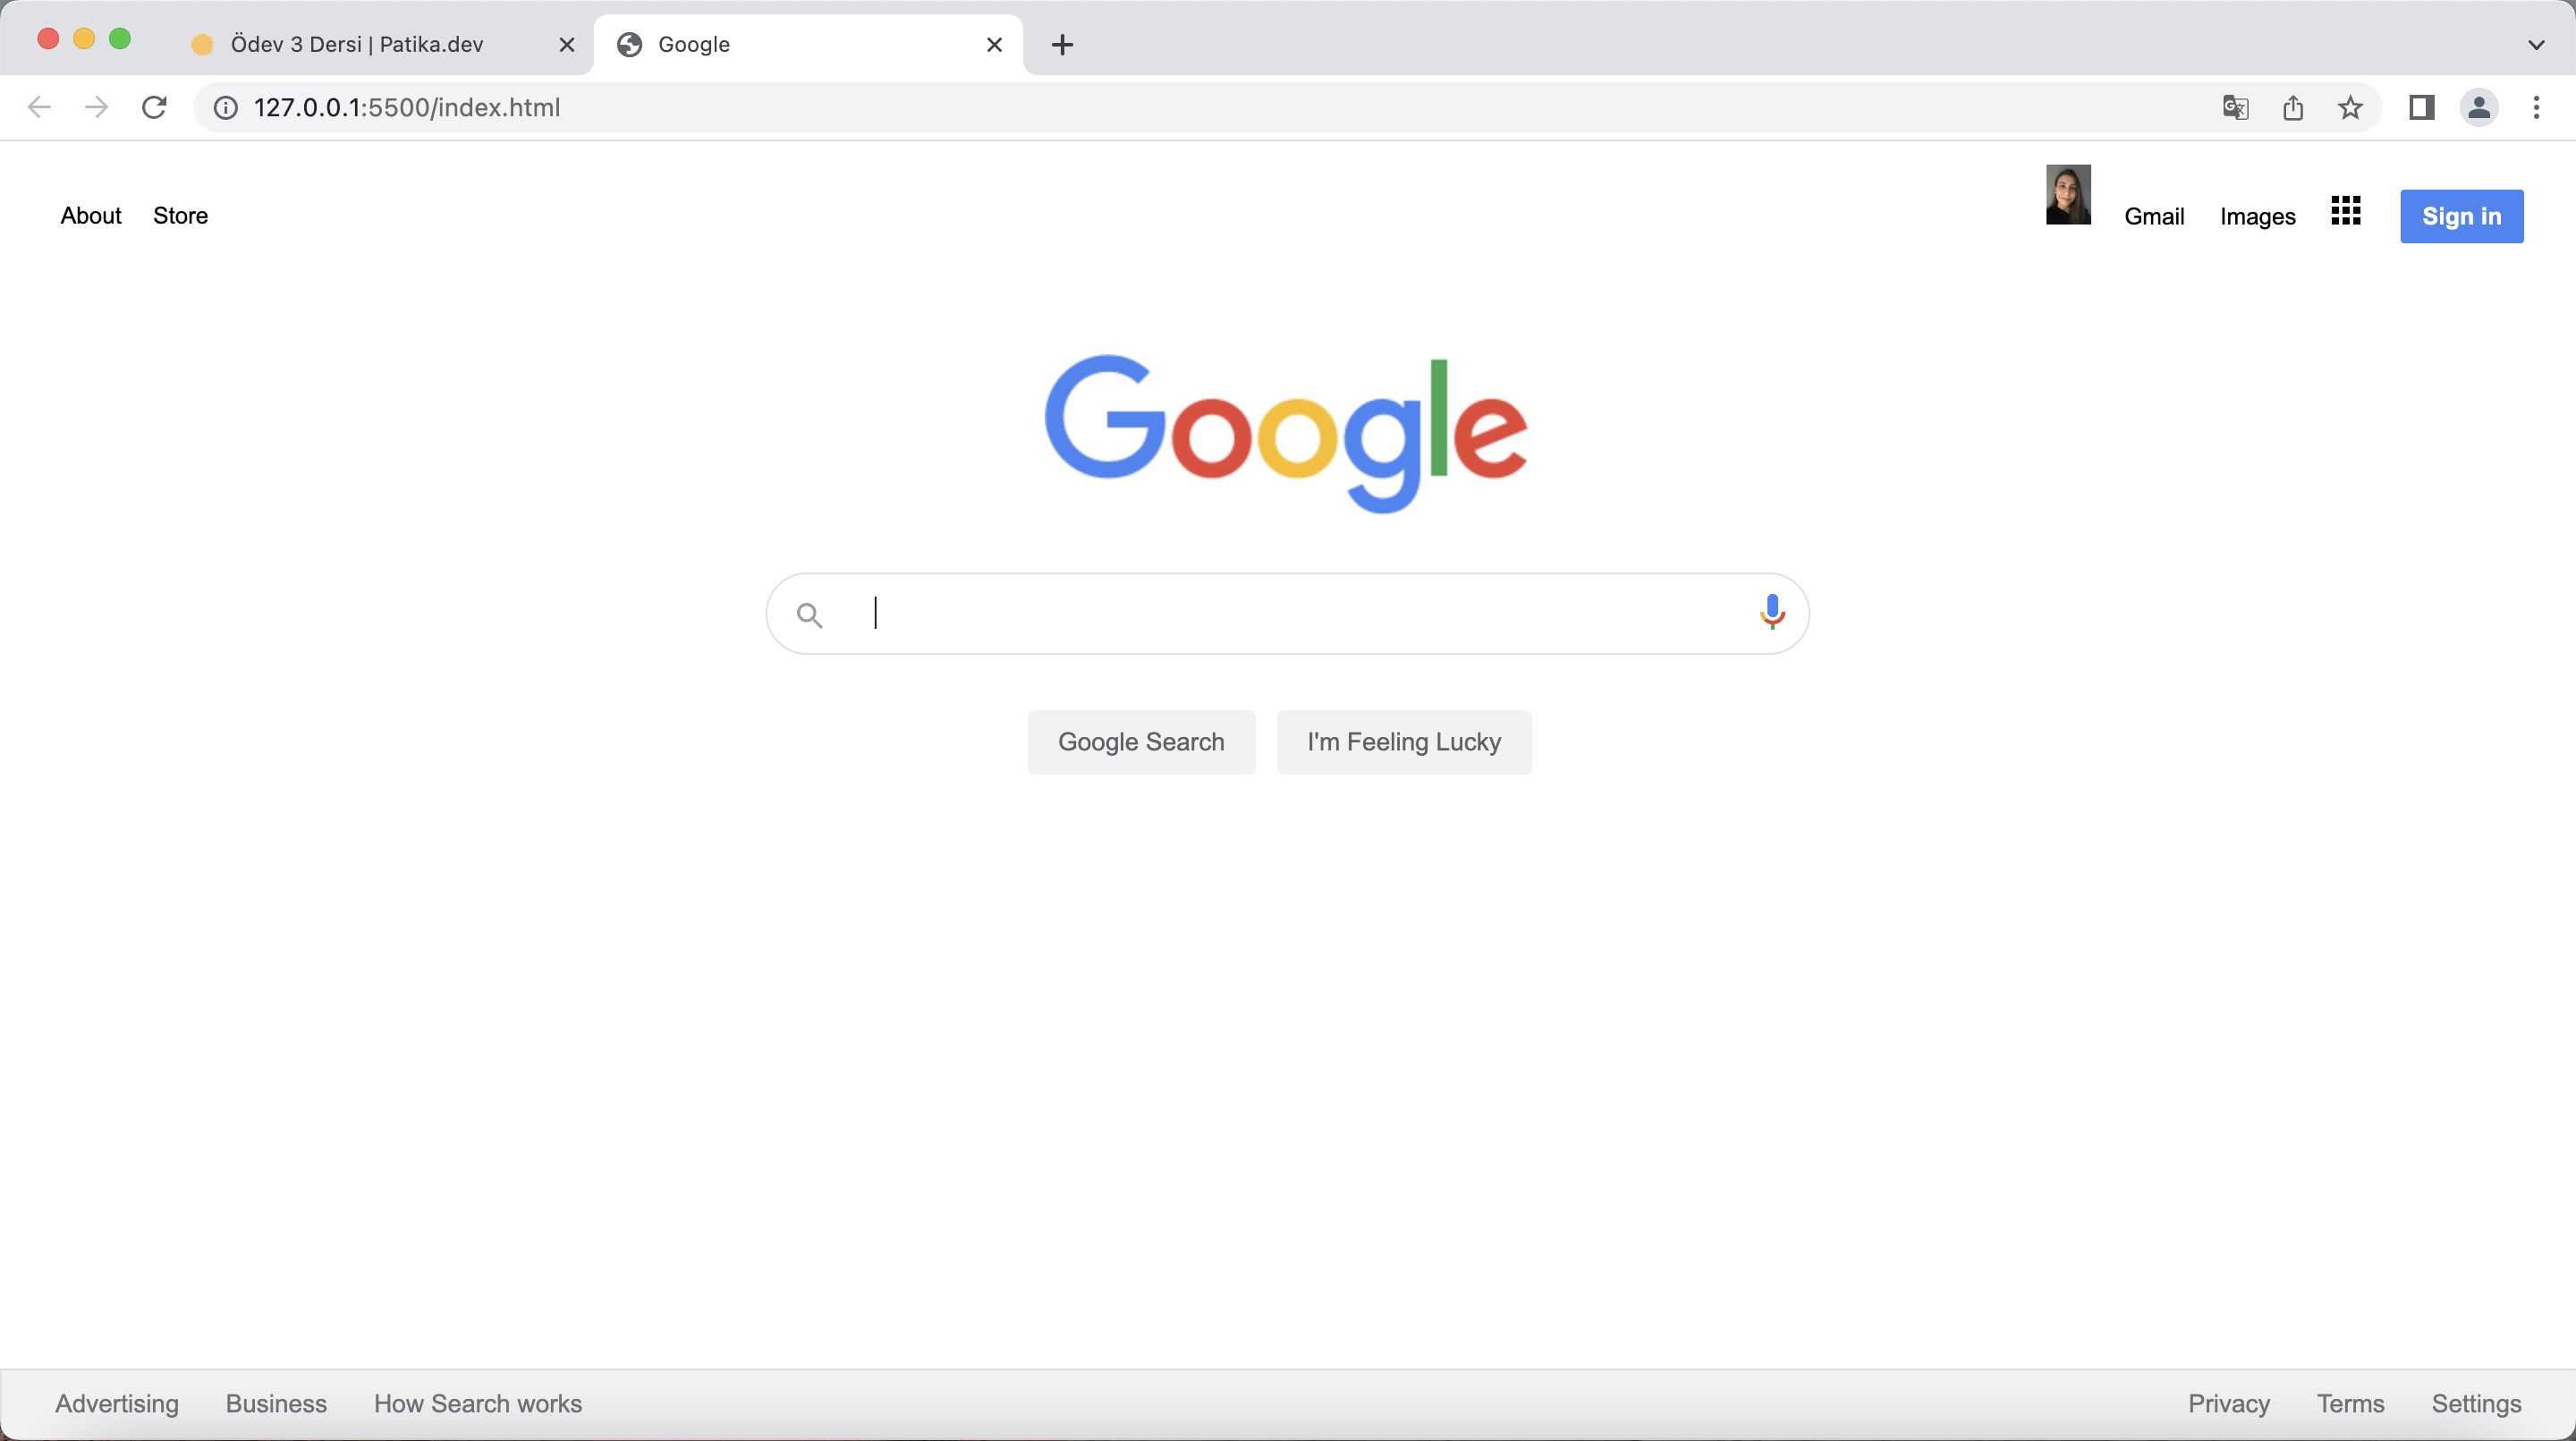 Ödev 3 Dersi | Patika.dev
Google
127.0.0.1:5500/index.html
About Store
Gmail Images Sign in
Google
Google Search I'm Feeling Lucky
Advertising Business How Search works Privacy Terms Settings